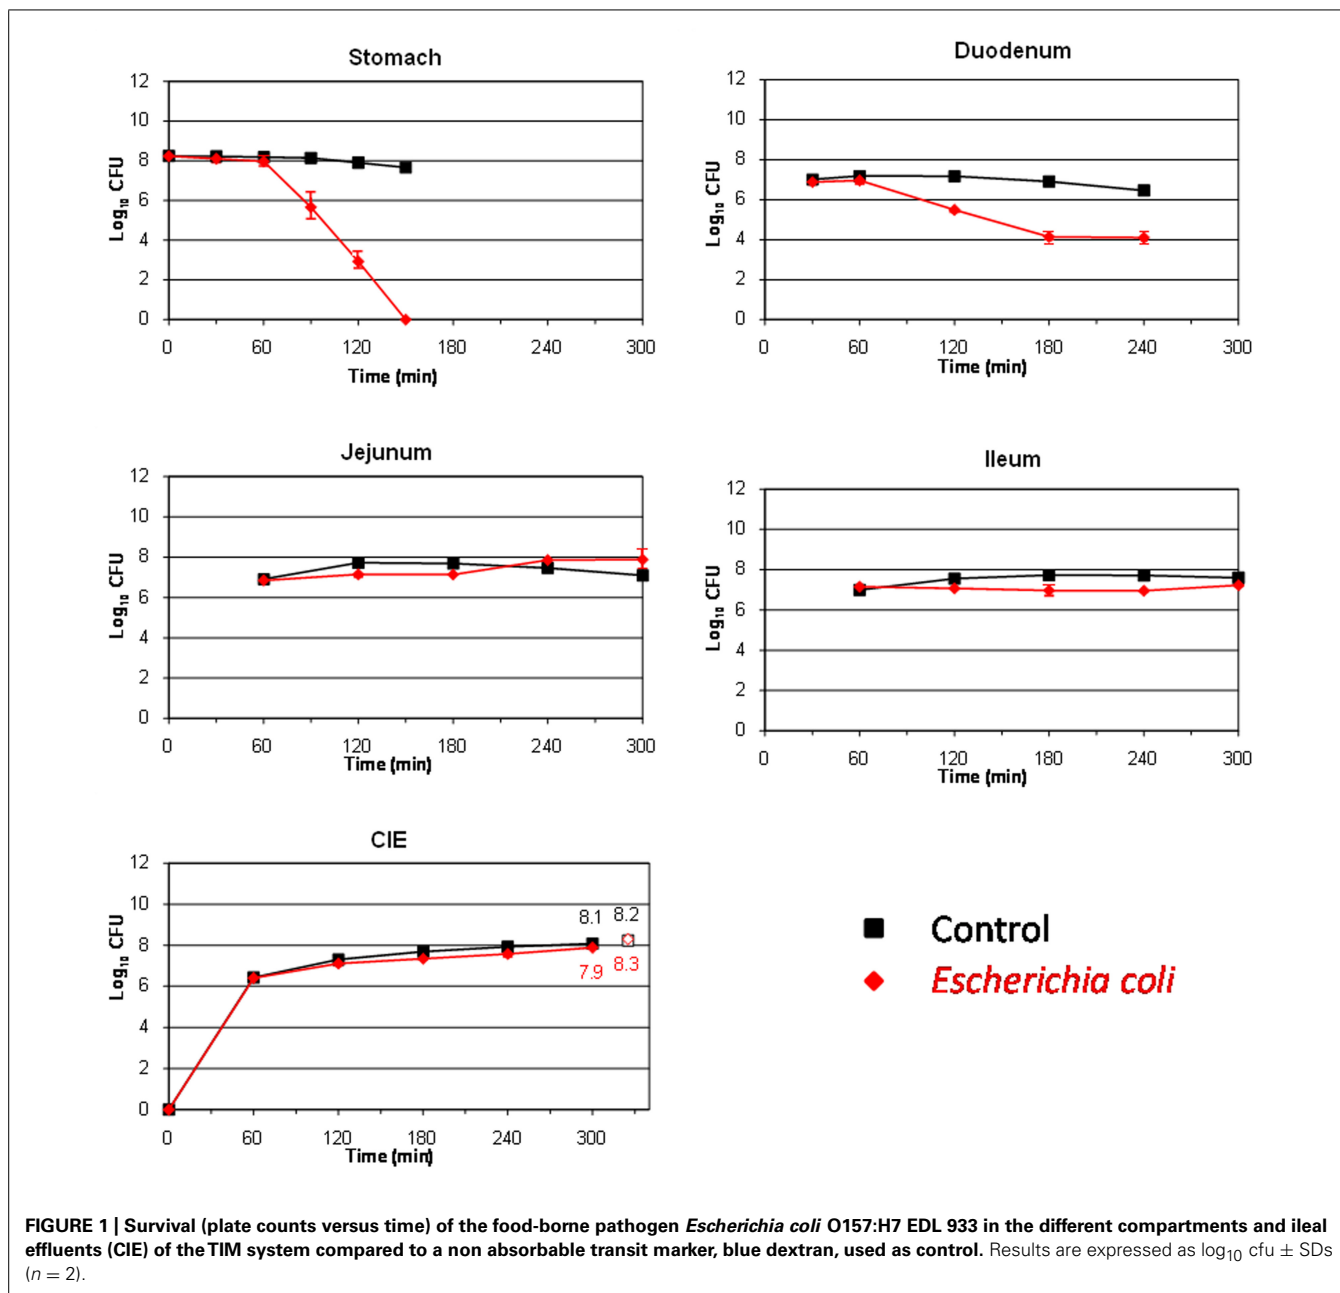 Stomach
12
10
8
6
4
2
0
Log₁₀ CFU
0 60 120 180 240 300
Time (min)
Duodenum
12
10
8
6
4
2
0
Log₁₀ CFU
0 60 120 180 240 300
Time (min)
Jejunum
12
10
8
6
4
2
0
Log₁₀ CFU
0 60 120 180 240 300
Time (min)
Ileum
12
10
8
6
4
2
0
Log₁₀ CFU
0 60 120 180 240 300
Time (min)
CIE
12
10
8
6
4
2
0
Log₁₀ CFU
8.1 8.2
7.9 8.3
0 60 120 180 240 300
Time (min)
Control
Escherichia coli
FIGURE 1 | Survival (plate counts versus time) of the food-borne pathogen Escherichia coli O157:H7 EDL 933 in the different compartments and ileal
effluents (CIE) of the TIM system compared to a non absorbable transit marker, blue dextran, used as control. Results are expressed as log₁₀ cfu ± SDs
(n = 2).